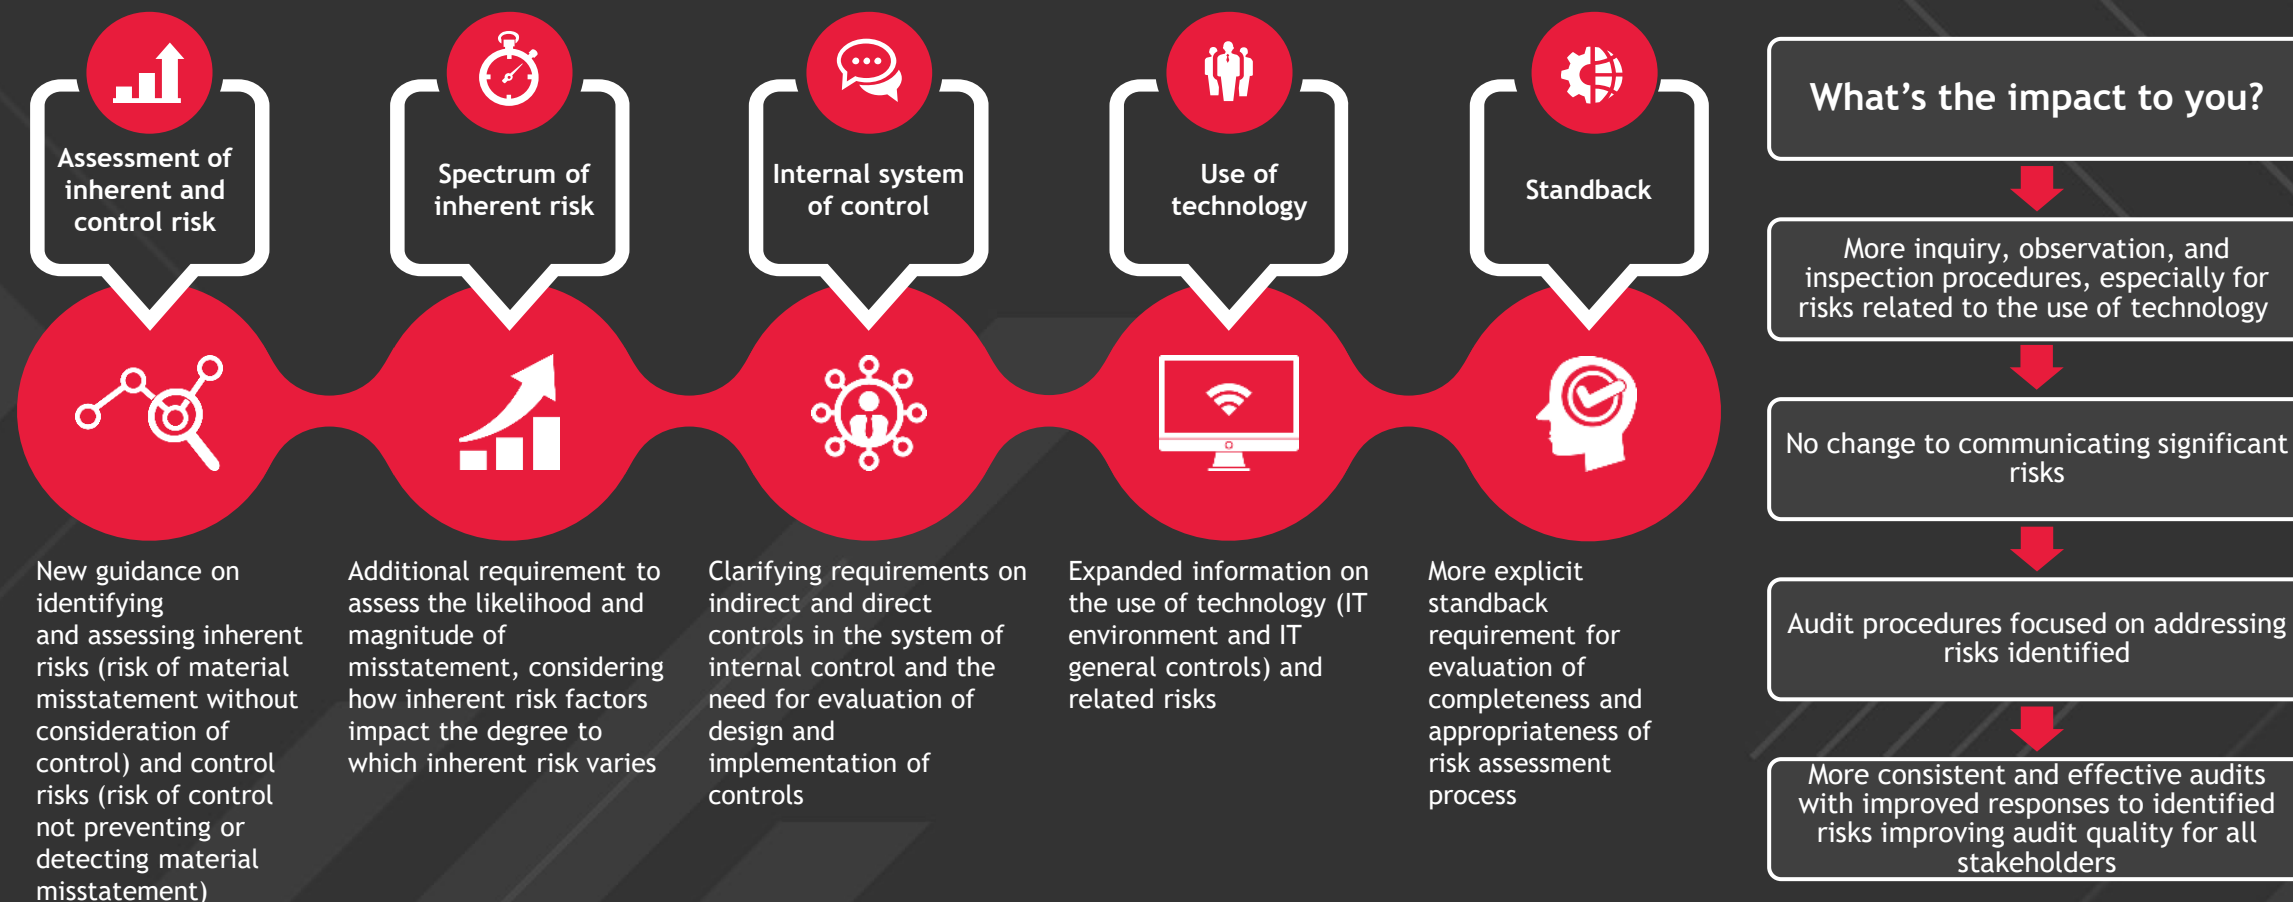 Assessment of
inherent and
control risk
Spectrum of
inherent risk
Internal system
of control
Use of
technology
Standback
New guidance on
identifying
and assessing inherent
risks (risk of material
misstatement without
consideration of
control) and control
risks (risk of control
not preventing or
detecting material
misstatement)
Additional requirement to
assess the likelihood and
magnitude of
misstatement, considering
how inherent risk factors
impact the degree to
which inherent risk varies
Clarifying requirements on
indirect and direct
controls in the system of
internal control and the
need for evaluation of
design and
implementation of
controls
Expanded information on
the use of technology (IT
environment and IT
general controls) and
related risks
More explicit
standback
requirement for
evaluation of
completeness and
appropriateness of
risk assessment
process
What’s the impact to you?
More inquiry, observation, and
inspection procedures, especially for
risks related to the use of technology
No change to communicating significant
risks
Audit procedures focused on addressing
risks identified
More consistent and effective audits
with improved responses to identified
risks improving audit quality for all
stakeholders